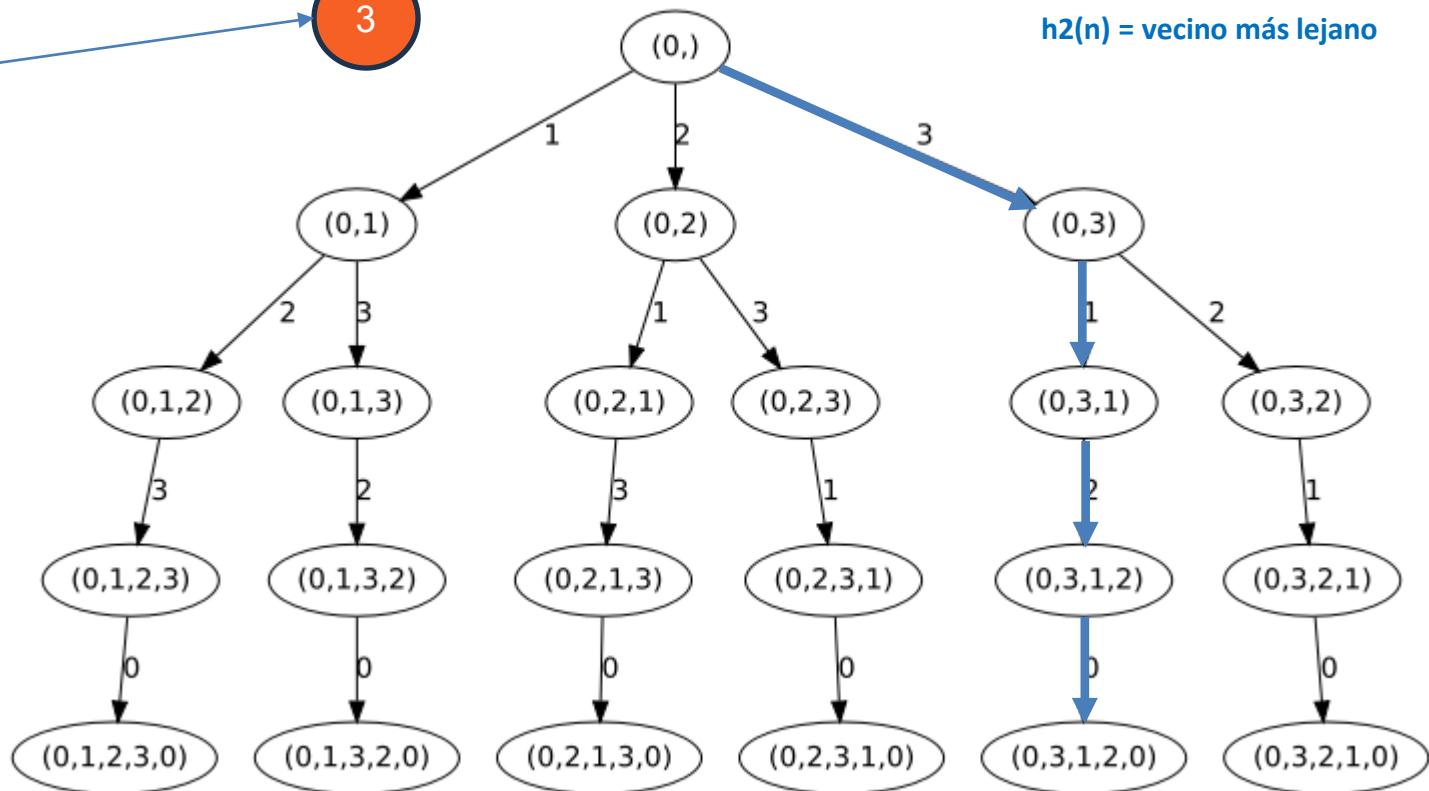 3
h2(n) = vecino más lejano
(0,)
1 2 3
(0,1) (0,2) (0,3)
2 3 1 3 1 2
(0,1,2) (0,1,3) (0,2,1) (0,2,3) (0,3,1) (0,3,2)
3 2 3 1 2 1
(0,1,2,3) (0,1,3,2) (0,2,1,3) (0,2,3,1) (0,3,1,2) (0,3,2,1)
0 0 0 0 0 0
(0,1,2,3,0) (0,1,3,2,0) (0,2,1,3,0) (0,2,3,1,0) (0,3,1,2,0) (0,3,2,1,0)